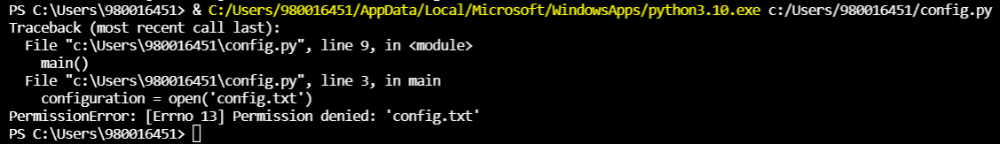 PS C:\Users\980016451> & C:/Users/980016451/AppData/Local/Microsoft/WindowsApps/python3.10.exe c:/Users/980016451/config.py
Traceback (most recent call last):
  File "c:\Users\980016451\config.py", line 9, in <module>
    main()
  File "c:\Users\980016451\config.py", line 3, in main
    configuration = open('config.txt')
PermissionError: [Errno 13] Permission denied: 'config.txt'
PS C:\Users\980016451>